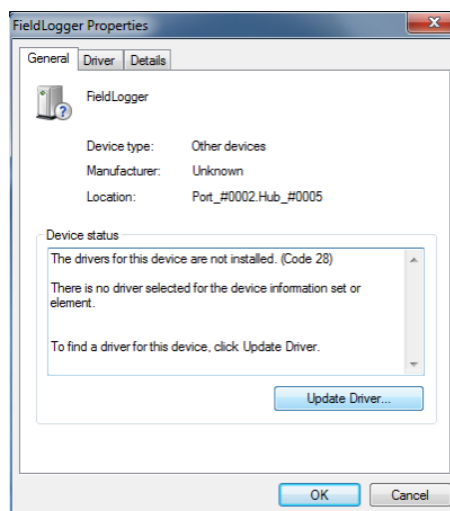 FieldLogger Properties
General Driver Details
FieldLogger
Device type: Other devices
Manufacturer: Unknown
Location: Port_#0002.Hub_#0005
Device status
The drivers for this device are not installed. (Code 28)
There is no driver selected for the device information set or
element.
To find a driver for this device, click Update Driver.
Update Driver...
OK Cancel